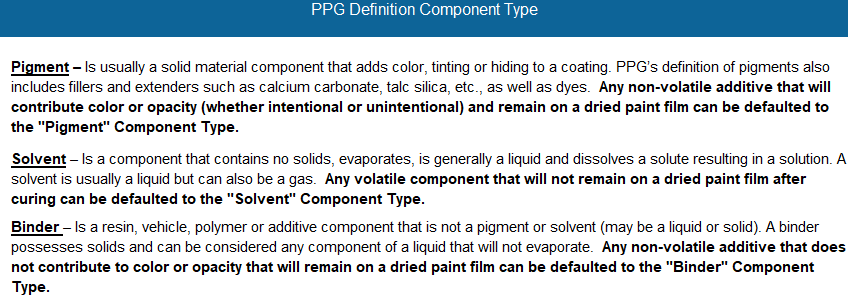 PPG Definition Component Type
Pigment – Is usually a solid material component that adds color, tinting or hiding to a coating. PPG's definition of pigments also
includes fillers and extenders such as calcium carbonate, talc silica, etc., as well as dyes.  Any non-volatile additive that will
contribute color or opacity (whether intentional or unintentional) and remain on a dried paint film can be defaulted to
the "Pigment" Component Type.
Solvent – Is a component that contains no solids, evaporates, is generally a liquid and dissolves a solute resulting in a solution. A
solvent is usually a liquid but can also be a gas.  Any volatile component that will not remain on a dried paint film after
curing can be defaulted to the "Solvent" Component Type.
Binder – Is a resin, vehicle, polymer or additive component that is not a pigment or solvent (may be a liquid or solid). A binder
possesses solids and can be considered any component of a liquid that will not evaporate.  Any non-volatile additive that does
not contribute to color or opacity that will remain on a dried paint film can be defaulted to the "Binder" Component
Type.